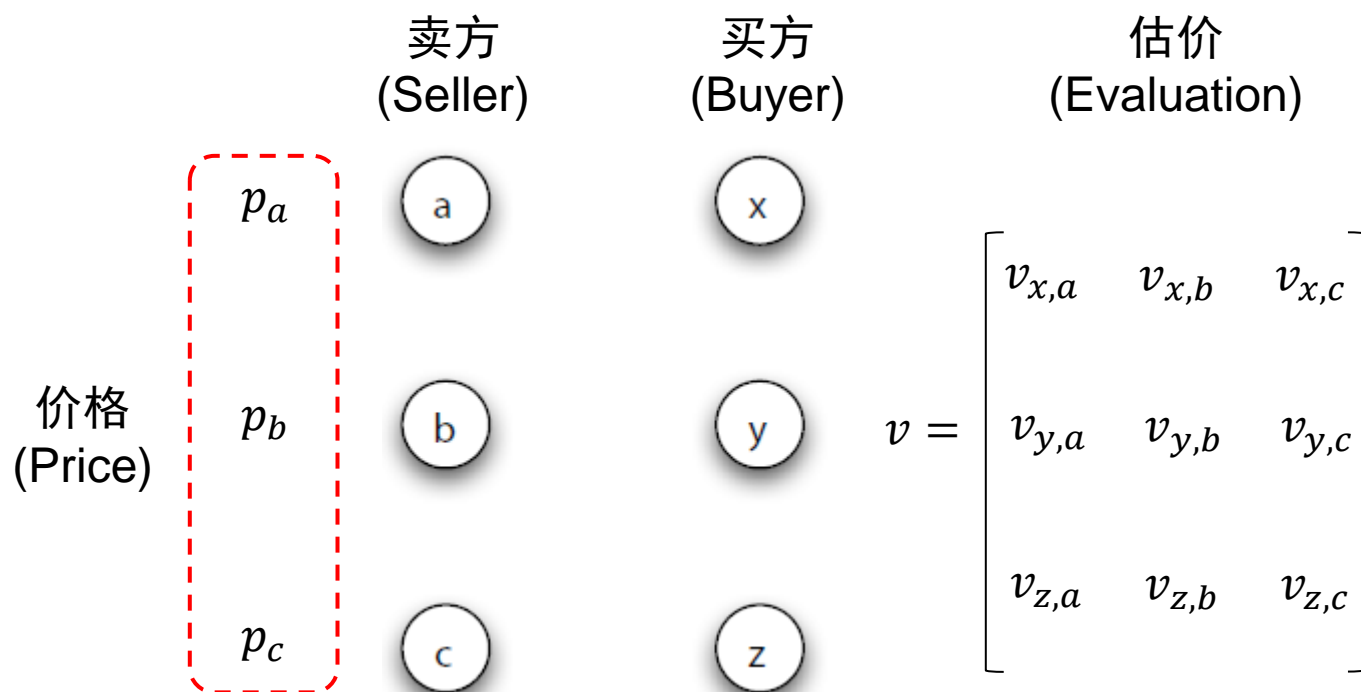 卖方 买方 估价
(Seller) (Buyer) (Evaluation)
p_a a x
v_{x,a} v_{x,b} v_{x,c}
价格
(Price)
p_b b y v = v_{y,a} v_{y,b} v_{y,c}
v_{z,a} v_{z,b} v_{z,c}
p_c c z